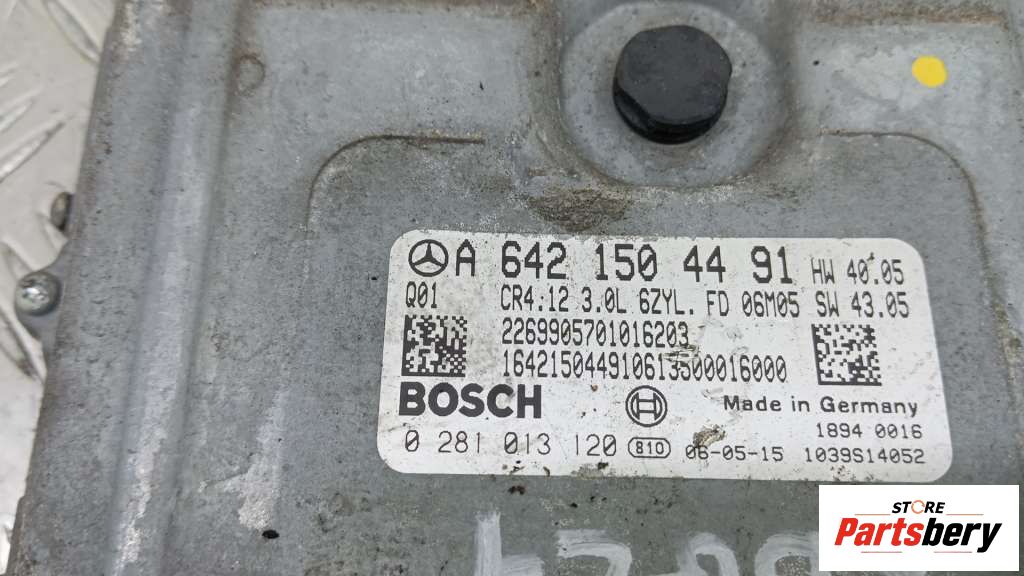 A 642 150 44 91 HW 40.05
Q01 CR4.12 3.0L 6ZYL. FD 06M05 SW 43.05
2269905701016203
164215044910613500016000
BOSCH Made in Germany
1894 0016
0 281 013 120 810 06-05-15 1039S14052
STORE
Partsbery